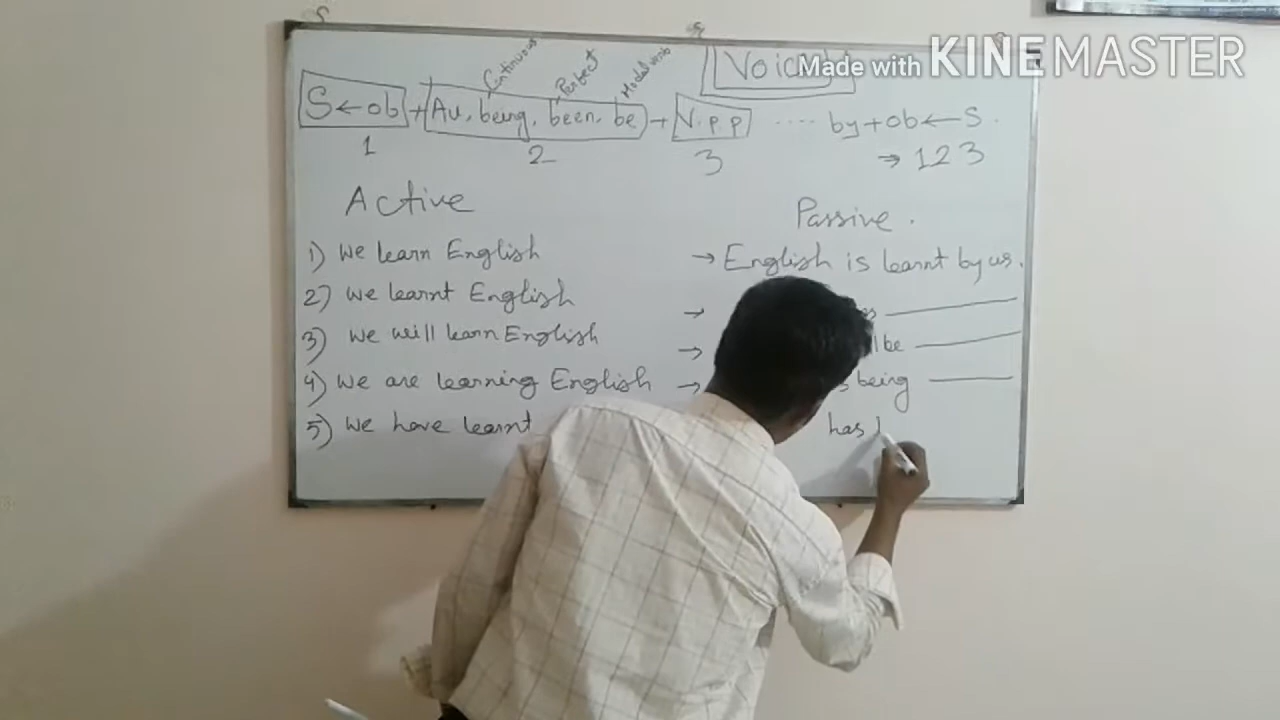 Made with KINEMASTER
Continuous Perfect Modal verb
S ← ob + Au, being, been, be + V.p.p ..... by + ob ← S.
1 2 3 ⇒ 1 2 3
Active Passive.
1) We learn English → English is learnt by us.
2) We learnt English →
3) We will learn English → be
4) We are learning English → being
5) We have learnt has